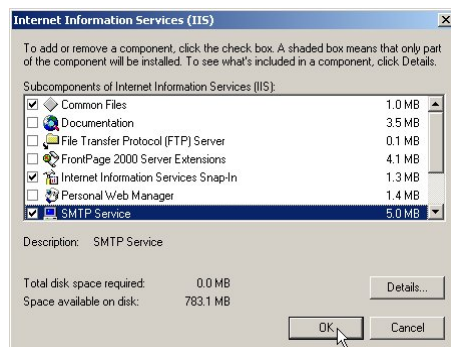 Internet Information Services (IIS)
To add or remove a component, click the check box. A shaded box means that only part
of the component will be installed. To see what's included in a component, click Details.
Subcomponents of Internet Information Services (IIS):
Common Files 1.0 MB
Documentation 3.5 MB
File Transfer Protocol (FTP) Server 0.1 MB
FrontPage 2000 Server Extensions 4.1 MB
Internet Information Services Snap-In 1.3 MB
Personal Web Manager 1.4 MB
SMTP Service 5.0 MB
Description: SMTP Service
Total disk space required: 0.0 MB
Space available on disk: 783.1 MB
Details...
OK Cancel